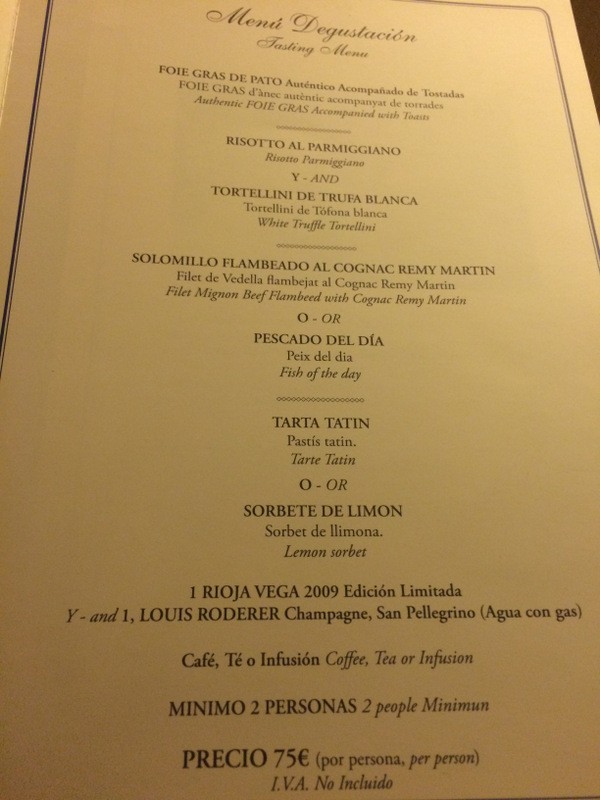 Menú Degustación
Tasting Menu
FOIE GRAS DE PATO Auténtico Acompañado de Tostadas
FOIE GRAS d'ànec autèntic acompanyat de torrades
Authentic FOIE GRAS Accompanied with Toasts
RISOTTO AL PARMIGGIANO
Risotto Parmiggiano
Y - AND
TORTELLINI DE TRUFA BLANCA
Tortellini de Tófona blanca
White Truffle Tortellini
SOLOMILLO FLAMBEADO AL COGNAC REMY MARTIN
Filet de Vedella flambejat al Cognac Remy Martin
Filet Mignon Beef Flambeed with Cognac Remy Martin
O - OR
PESCADO DEL DÍA
Peix del dia
Fish of the day
TARTA TATIN
Pastís tatin.
Tarte Tatin
O - OR
SORBETE DE LIMON
Sorbet de llimona.
Lemon sorbet
1 RIOJA VEGA 2009 Edición Limitada
Y - and 1, LOUIS RODERER Champagne, San Pellegrino (Agua con gas)
Café, Té o Infusión Coffee, Tea or Infusion
MINIMO 2 PERSONAS 2 people Minimun
PRECIO 75€ (por persona, per person)
I.V.A. No Incluido